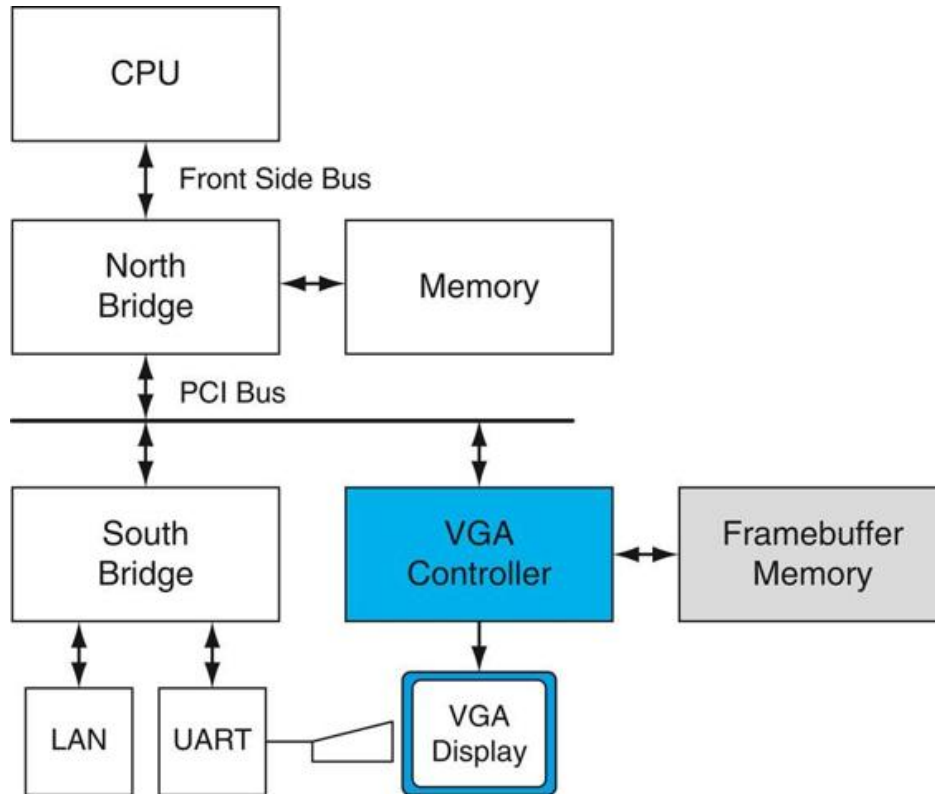 CPU
Front Side Bus
North
Bridge
Memory
PCI Bus
South
Bridge
VGA
Controller
Framebuffer
Memory
LAN
UART
VGA
Display